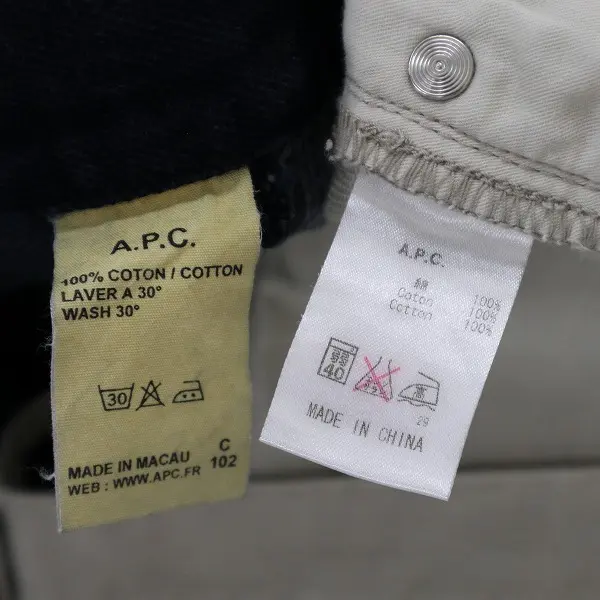 A.P.C.
100% COTON / COTTON
LAVER A 30°
WASH 30°
30
C
MADE IN MACAU 102
WEB : WWW.APC.FR
A.P.C.
綿 100%
Coton 100%
Cotton 100%
40
29
MADE IN CHINA